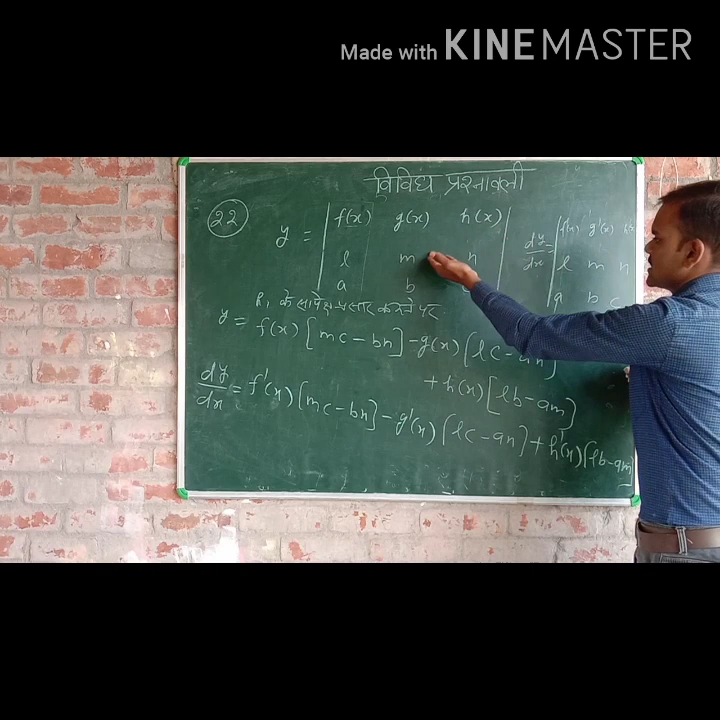 Made with KINEMASTER
विविध प्रश्नावली
22
y = | f(x) g(x) h(x) |
l m n
a b
dy/dx = | f'(x) g'(x)
l m n
a b c
R₁ के सापेक्ष प्रसार करने पर
y = f(x) [mc - bn] - g(x) [lc - an]
+ h(x) [lb - am]
dy/dx = f'(x) [mc - bn] - g'(x) [lc - an] + h'(x) [lb - am]